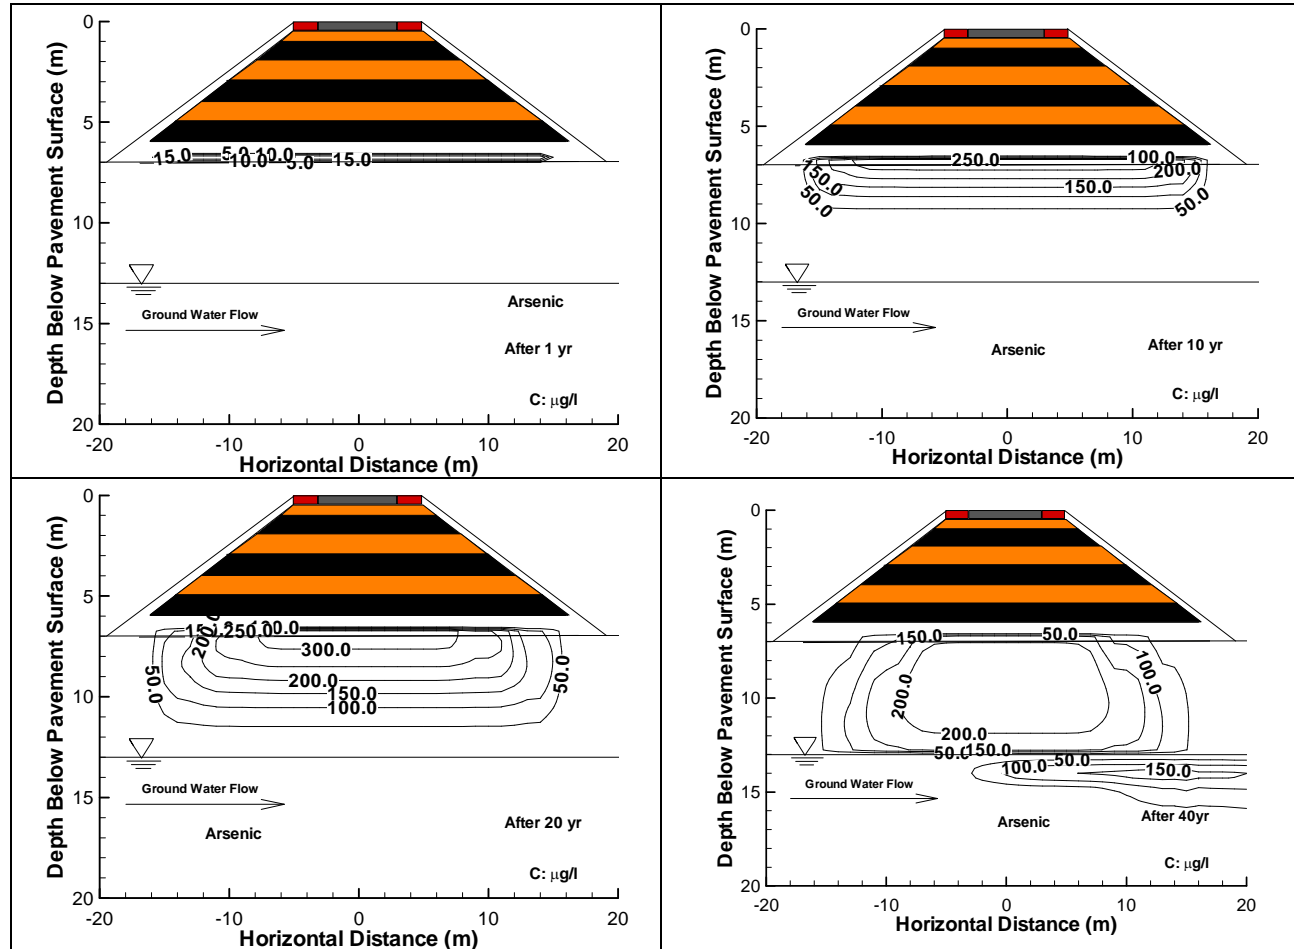 Depth Below Pavement Surface (m)
0
5
10
15
20
15.0 5.0 10.0
10.0 5.0 15.0
Arsenic
Ground Water Flow
After 1 yr
C: µg/l
-20 -10 0 10 20
Horizontal Distance (m)
Depth Below Pavement Surface (m)
0
5
10
15
20
250.0 100.0
150.0 200.0
150.0
50.0 50.0
Ground Water Flow
Arsenic
After 10 yr
C: µg/l
-20 -10 0 10 20
Horizontal Distance (m)
Depth Below Pavement Surface (m)
0
5
10
15
20
200.0 250.0
300.0
50.0 200.0 50.0
150.0
100.0
Ground Water Flow
Arsenic
After 20 yr
C: µg/l
-20 -10 0 10 20
Horizontal Distance (m)
Depth Below Pavement Surface (m)
0
5
10
15
20
150.0 50.0
100.0
200.0
200.0
50.0 150.0
50.0
100.0 150.0
Ground Water Flow
Arsenic
After 40yr
C: µg/l
-20 -10 0 10 20
Horizontal Distance (m)